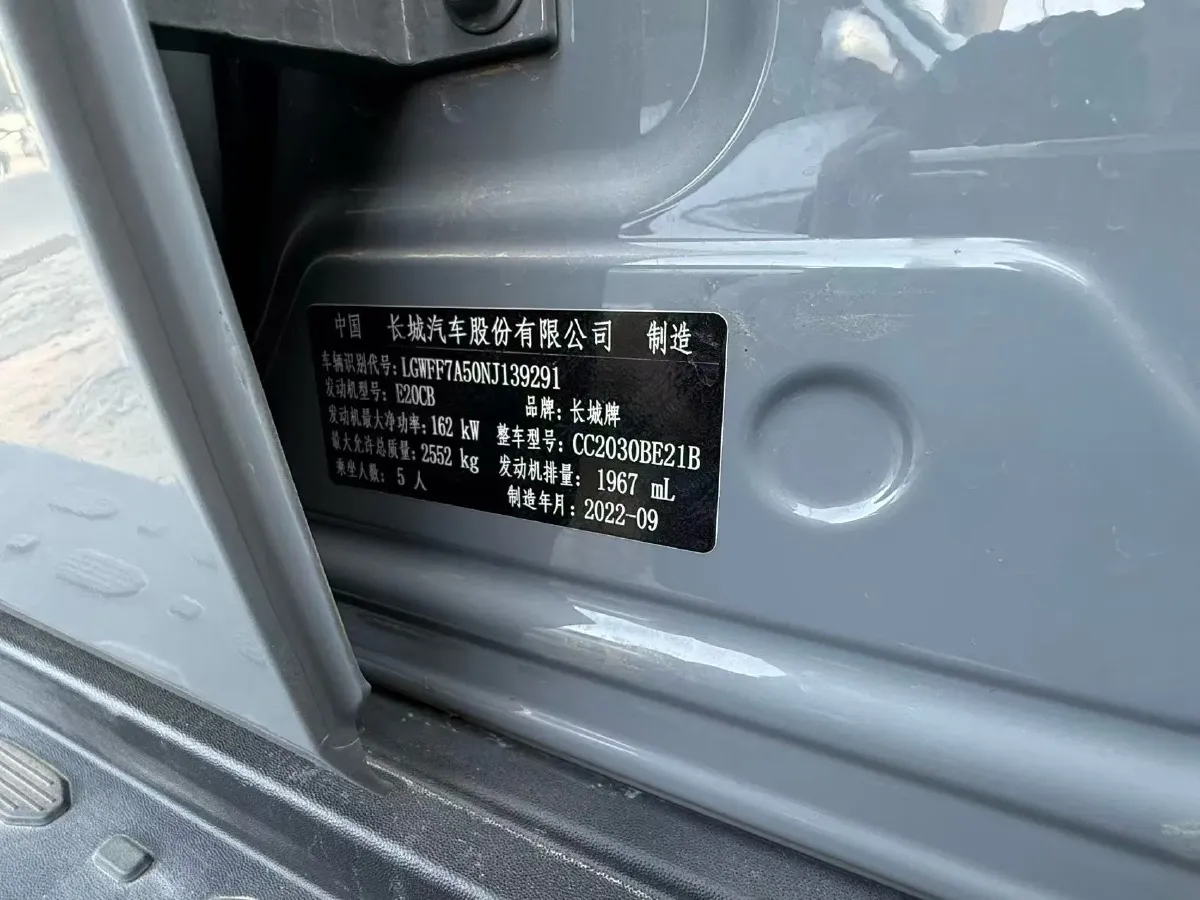 中国 长城汽车股份有限公司 制造
车辆识别代号：LGWFF7A50NJ139291
发动机型号：E20CB 品牌：长城牌
发动机最大净功率：162 kW 整车型号：CC2030BE21B
最大允许总质量：2552 kg 发动机排量：1967 mL
乘坐人数：5 人 制造年月：2022-09